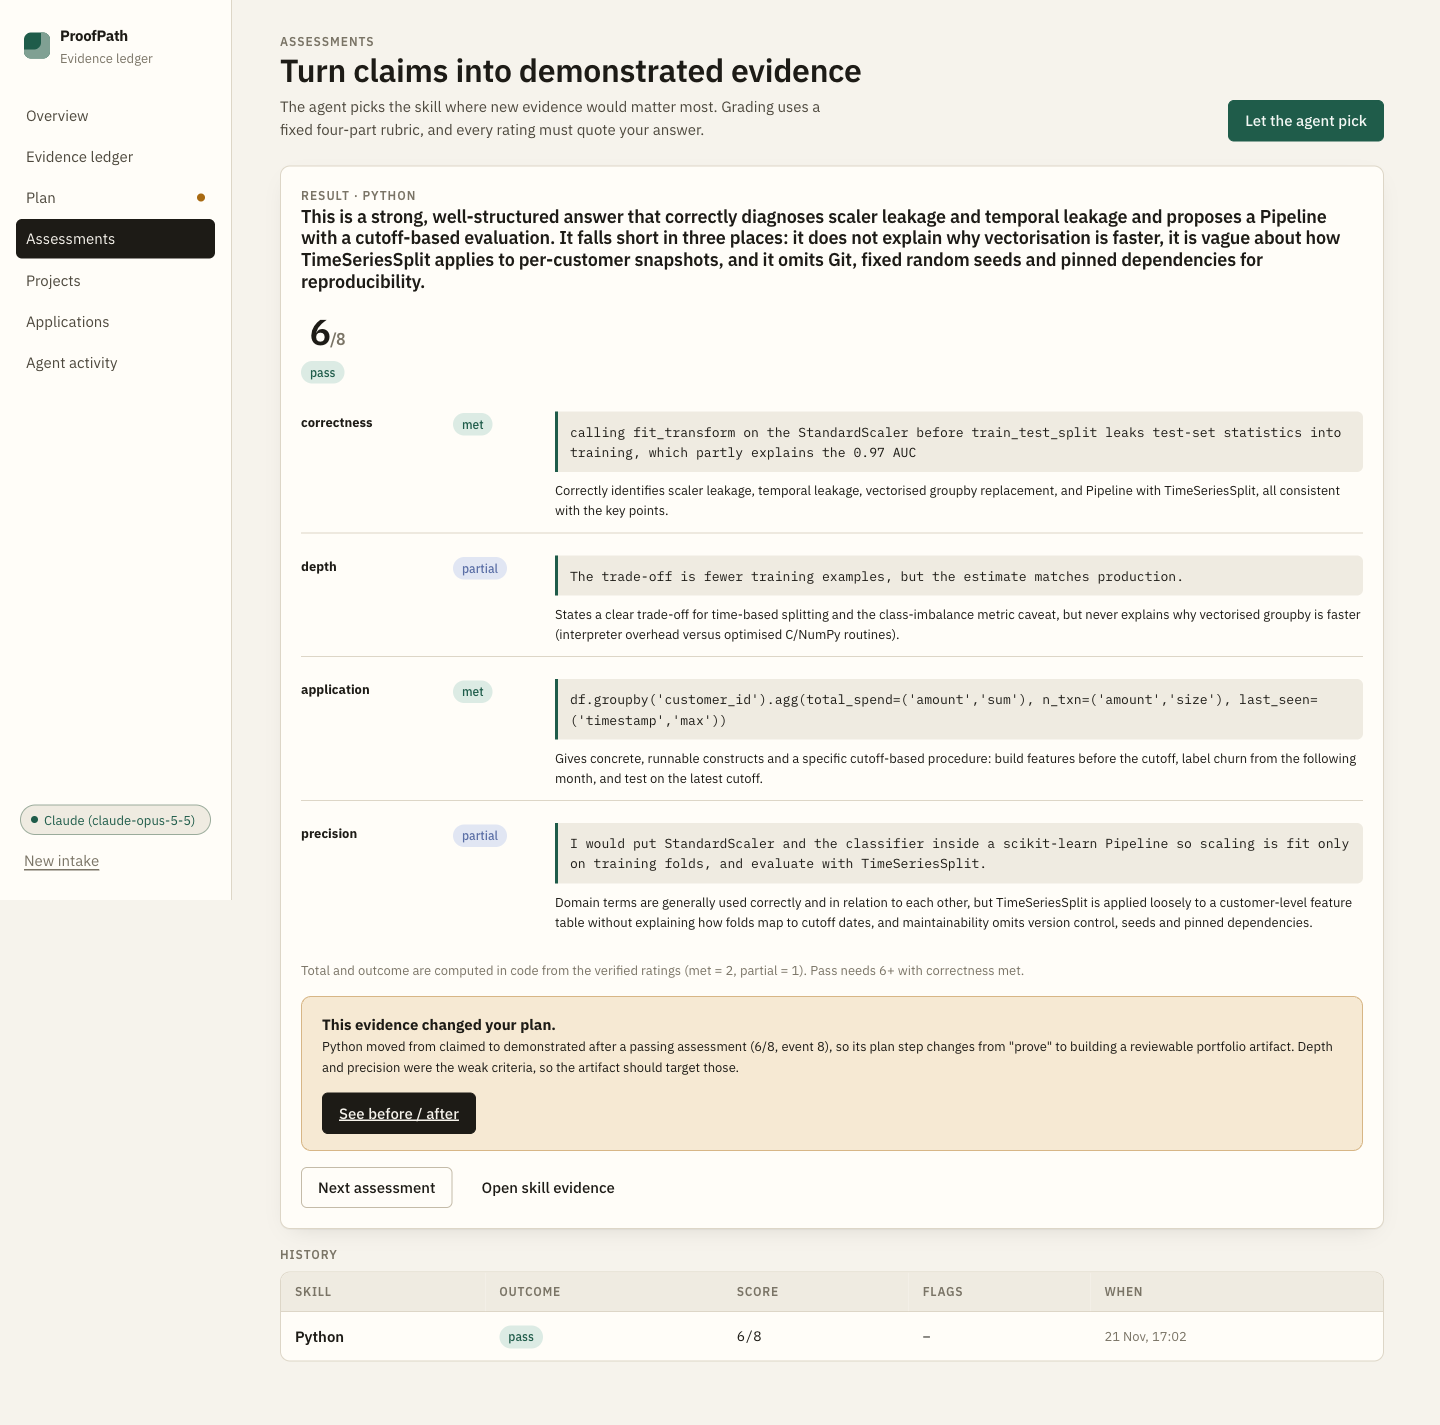 ProofPath
Evidence ledger
Overview
Evidence ledger
Plan
Assessments
Projects
Applications
Agent activity
Claude (claude-opus-5-5)
New intake
ASSESSMENTS
Turn claims into demonstrated evidence
The agent picks the skill where new evidence would matter most. Grading uses a
fixed four-part rubric, and every rating must quote your answer.
Let the agent pick
RESULT · PYTHON
This is a strong, well-structured answer that correctly diagnoses scaler leakage and temporal leakage and proposes a Pipeline
with a cutoff-based evaluation. It falls short in three places: it does not explain why vectorisation is faster, it is vague about how
TimeSeriesSplit applies to per-customer snapshots, and it omits Git, fixed random seeds and pinned dependencies for
reproducibility.
6/8
pass
correctness
met
calling fit_transform on the StandardScaler before train_test_split leaks test-set statistics into
training, which partly explains the 0.97 AUC
Correctly identifies scaler leakage, temporal leakage, vectorised groupby replacement, and Pipeline with TimeSeriesSplit, all consistent
with the key points.
depth
partial
The trade-off is fewer training examples, but the estimate matches production.
States a clear trade-off for time-based splitting and the class-imbalance metric caveat, but never explains why vectorised groupby is faster
(interpreter overhead versus optimised C/NumPy routines).
application
met
df.groupby('customer_id').agg(total_spend=('amount','sum'), n_txn=('amount','size'), last_seen=
('timestamp','max'))
Gives concrete, runnable constructs and a specific cutoff-based procedure: build features before the cutoff, label churn from the following
month, and test on the latest cutoff.
precision
partial
I would put StandardScaler and the classifier inside a scikit-learn Pipeline so scaling is fit only
on training folds, and evaluate with TimeSeriesSplit.
Domain terms are generally used correctly and in relation to each other, but TimeSeriesSplit is applied loosely to a customer-level feature
table without explaining how folds map to cutoff dates, and maintainability omits version control, seeds and pinned dependencies.
Total and outcome are computed in code from the verified ratings (met = 2, partial = 1). Pass needs 6+ with correctness met.
This evidence changed your plan.
Python moved from claimed to demonstrated after a passing assessment (6/8, event 8), so its plan step changes from "prove" to building a reviewable portfolio artifact. Depth
and precision were the weak criteria, so the artifact should target those.
See before / after
Next assessment
Open skill evidence
HISTORY
SKILL OUTCOME SCORE FLAGS WHEN
Python pass 6/8 – 21 Nov, 17:02